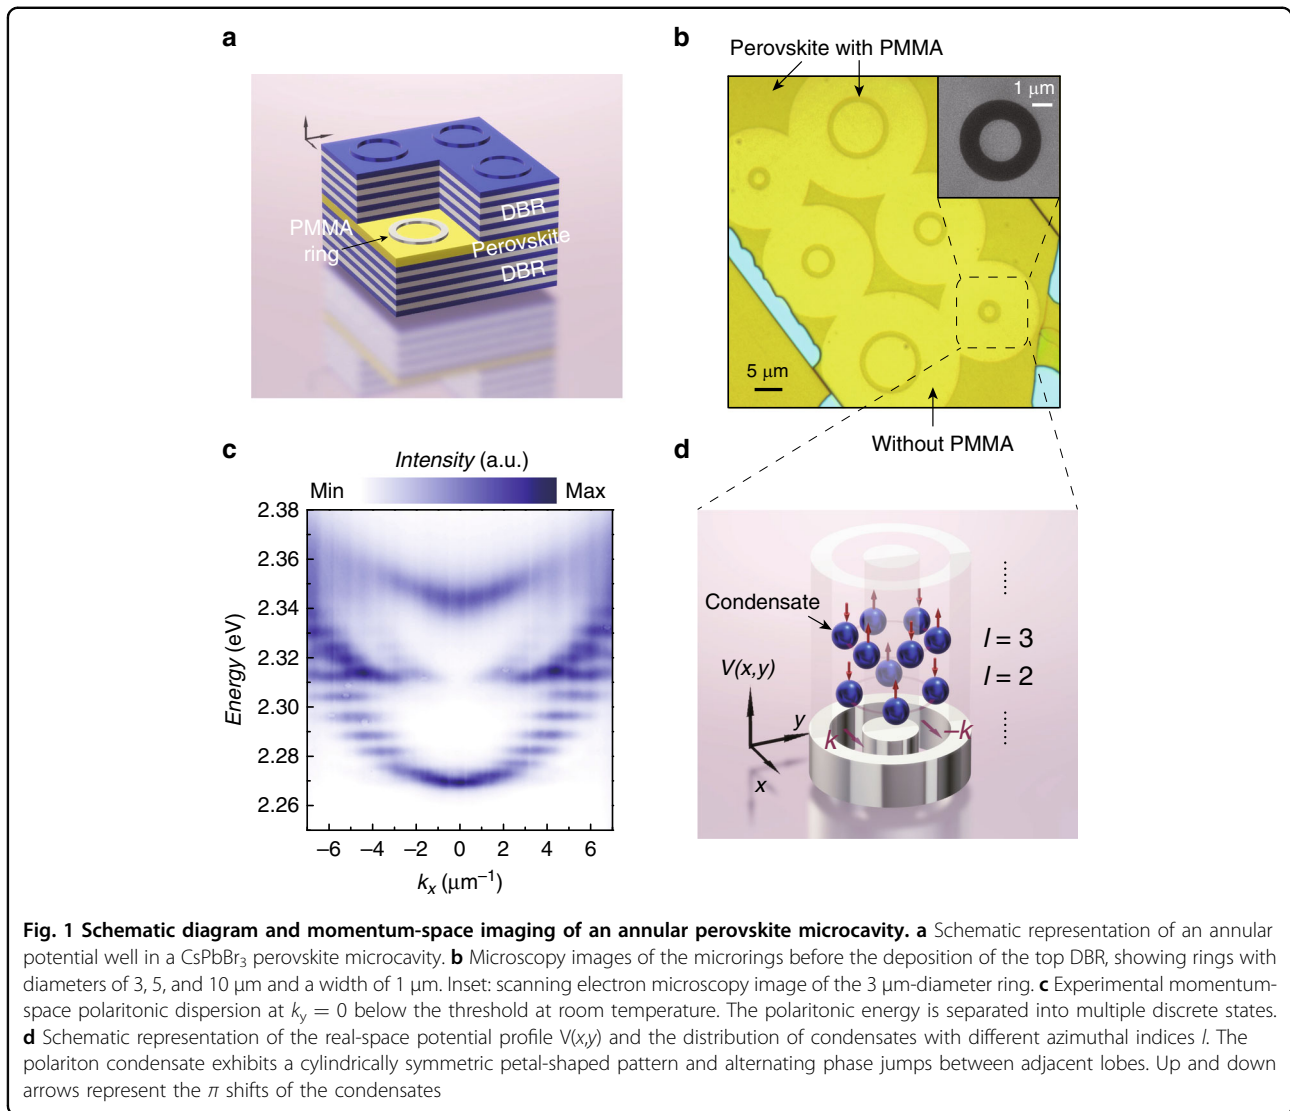 a
PMMA
ring
DBR
Perovskite
DBR
b
Perovskite with PMMA
1 μm
5 μm
Without PMMA
c
Intensity (a.u.)
Min
Max
2.38
2.36
2.34
2.32
2.30
2.28
2.26
Energy (eV)
−6 −4 −2 0 2 4 6
kₓ (μm⁻¹)
d
Condensate
V(x,y)
y
x
k
−k
l = 3
l = 2
Fig. 1 Schematic diagram and momentum-space imaging of an annular perovskite microcavity. a Schematic representation of an annular
potential well in a CsPbBr₃ perovskite microcavity. b Microscopy images of the microrings before the deposition of the top DBR, showing rings with
diameters of 3, 5, and 10 μm and a width of 1 μm. Inset: scanning electron microscopy image of the 3 μm-diameter ring. c Experimental momentum-
space polaritonic dispersion at k_y = 0 below the threshold at room temperature. The polaritonic energy is separated into multiple discrete states.
d Schematic representation of the real-space potential profile V(x,y) and the distribution of condensates with different azimuthal indices l. The
polariton condensate exhibits a cylindrically symmetric petal-shaped pattern and alternating phase jumps between adjacent lobes. Up and down
arrows represent the π shifts of the condensates